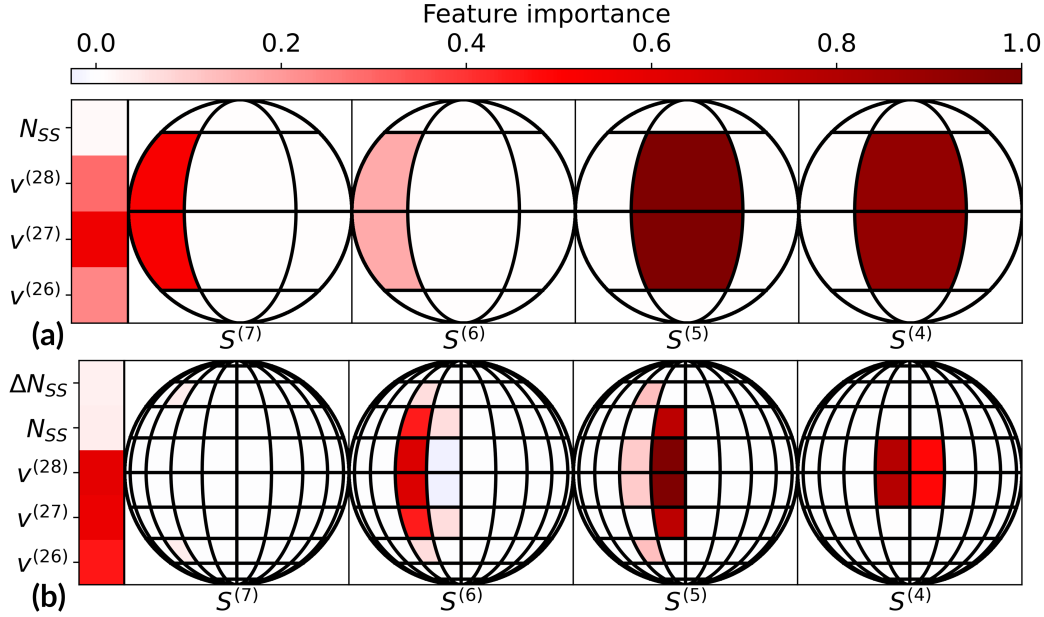 Feature importance
0.0 0.2 0.4 0.6 0.8 1.0
N_SS
v^(28)
v^(27)
v^(26)
(a)
S^(7) S^(6) S^(5) S^(4)
ΔN_SS
N_SS
v^(28)
v^(27)
v^(26)
(b)
S^(7) S^(6) S^(5) S^(4)